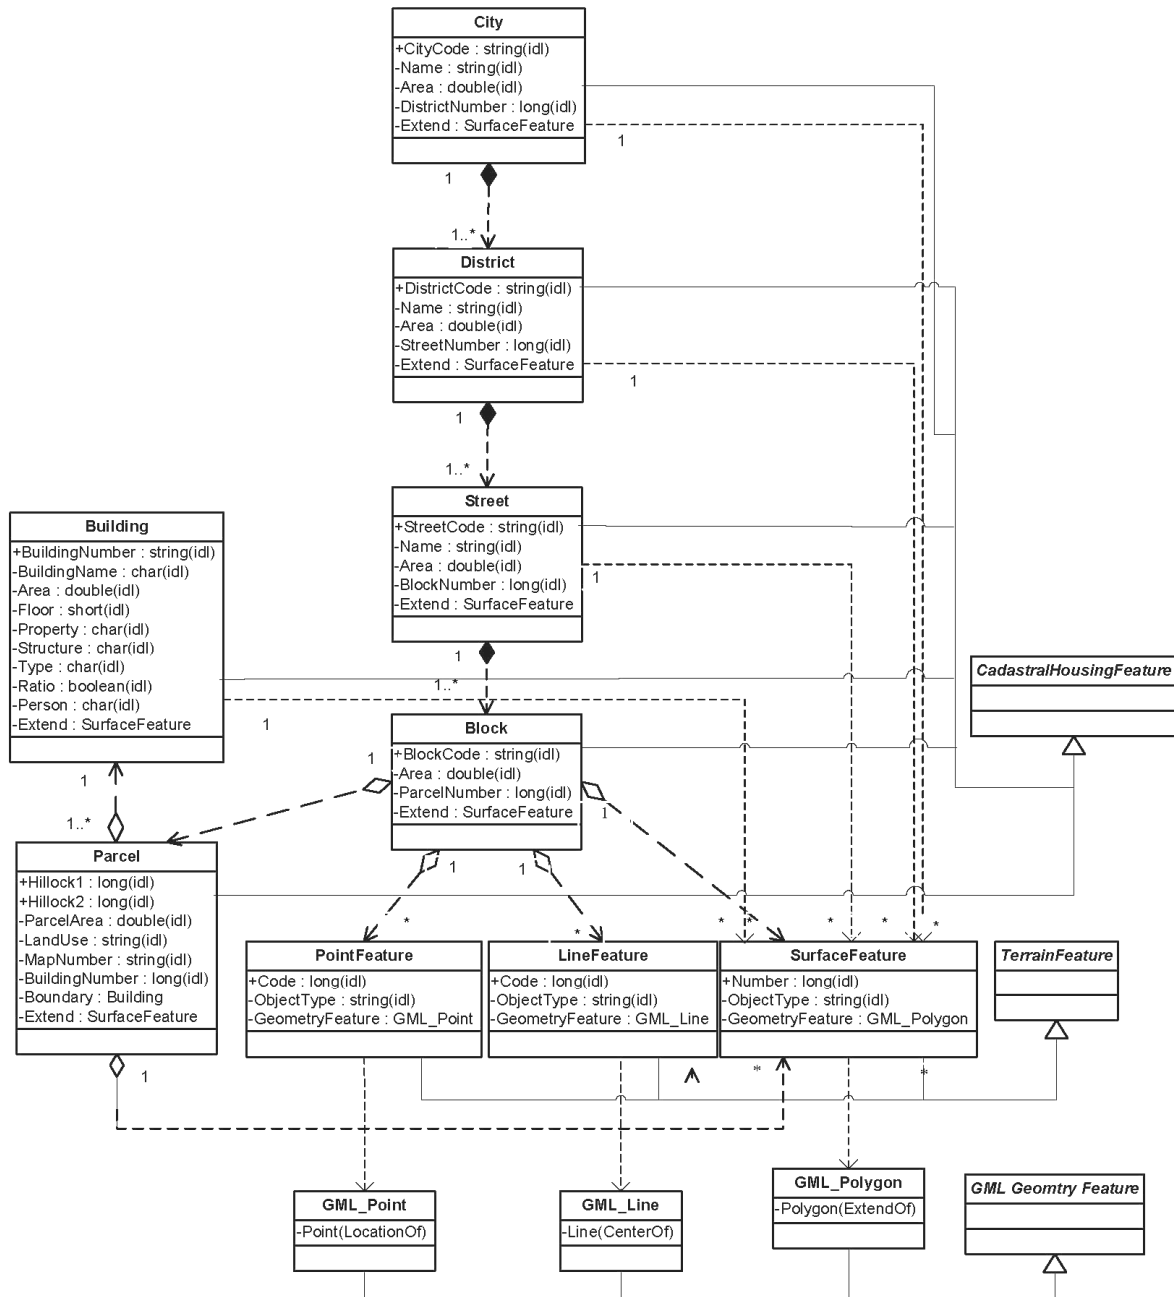 City
+CityCode : string(idl)
-Name : string(idl)
-Area : double(idl)
-DistrictNumber : long(idl)
-Extend : SurfaceFeature
1
1
1..*
District
+DistrictCode : string(idl)
-Name : string(idl)
-Area : double(idl)
-StreetNumber : long(idl)
-Extend : SurfaceFeature
1
1
1..*
Street
+StreetCode : string(idl)
-Name : string(idl)
-Area : double(idl)
-BlockNumber : long(idl)
-Extend : SurfaceFeature
1
1
1..*
Building
+BuildingNumber : string(idl)
-BuildingName : char(idl)
-Area : double(idl)
-Floor : short(idl)
-Property : char(idl)
-Structure : char(idl)
-Type : char(idl)
-Ratio : boolean(idl)
-Person : char(idl)
-Extend : SurfaceFeature
1
1
1..*
CadastralHousingFeature
Block
+BlockCode : string(idl)
-Area : double(idl)
-ParcelNumber : long(idl)
-Extend : SurfaceFeature
1
1
1
1
Parcel
+Hillock1 : long(idl)
+Hillock2 : long(idl)
-ParcelArea : double(idl)
-LandUse : string(idl)
-MapNumber : string(idl)
-BuildingNumber : long(idl)
-Boundary : Building
-Extend : SurfaceFeature
1
*
*
* * * * *
PointFeature
+Code : long(idl)
-ObjectType : string(idl)
-GeometryFeature : GML_Point
LineFeature
+Code : long(idl)
-ObjectType : string(idl)
-GeometryFeature : GML_Line
SurfaceFeature
+Number : long(idl)
-ObjectType : string(idl)
-GeometryFeature : GML_Polygon
* *
TerrainFeature
GML_Point
-Point(LocationOf)
GML_Line
-Line(CenterOf)
GML_Polygon
-Polygon(ExtendOf)
GML Geomtry Feature